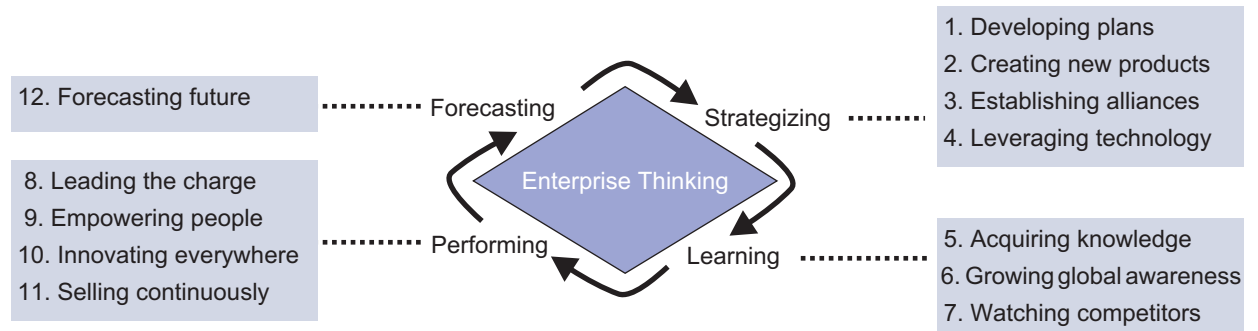 1. Developing plans
2. Creating new products
3. Establishing alliances
4. Leveraging technology
12. Forecasting future
Forecasting
Strategizing
Enterprise Thinking
8. Leading the charge
9. Empowering people
10. Innovating everywhere
11. Selling continuously
Performing
Learning
5. Acquiring knowledge
6. Growing global awareness
7. Watching competitors